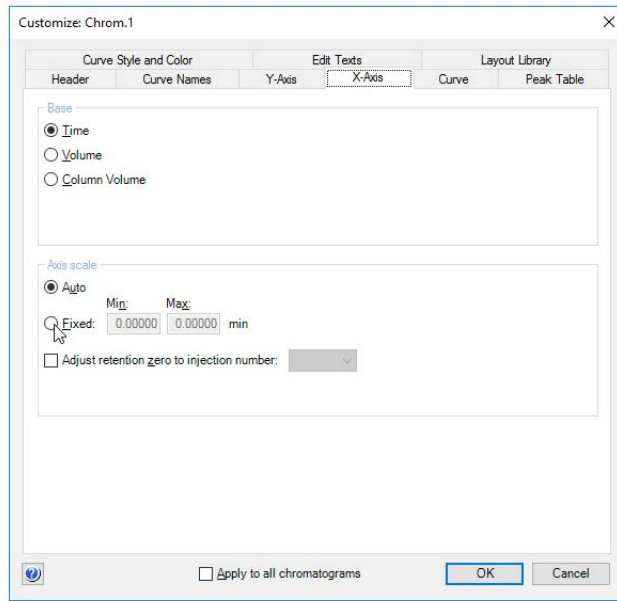 Customize: Chrom.1
Curve Style and Color Edit Texts Layout Library
Header Curve Names Y-Axis X-Axis Curve Peak Table
Base
Time
Volume
Column Volume
Axis scale
Auto
Min: Max:
Fixed: 0.00000 0.00000 min
Adjust retention zero to injection number:
Apply to all chromatograms OK Cancel